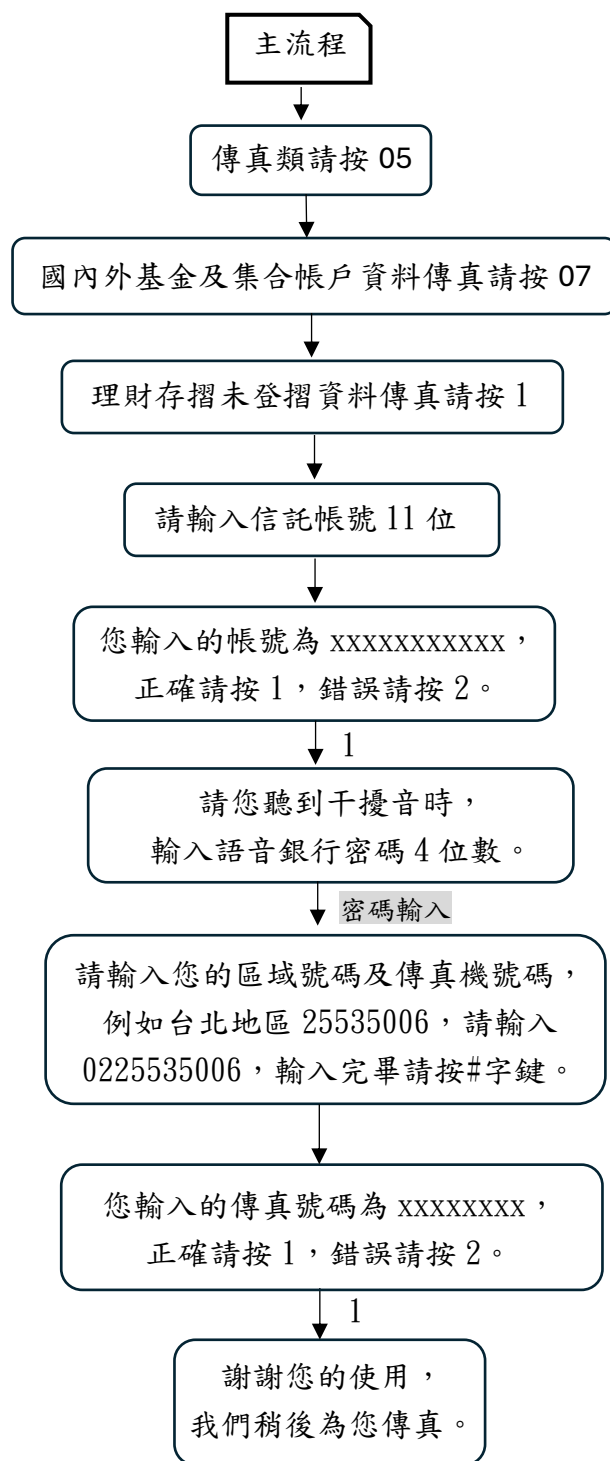 主流程
傳真類請按 05
國內外基金及集合帳戶資料傳真請按 07
理財存摺未登摺資料傳真請按 1
請輸入信託帳號 11 位
您輸入的帳號為 xxxxxxxxxxx，
正確請按 1，錯誤請按 2。
1
請您聽到干擾音時，
輸入語音銀行密碼 4 位數。
密碼輸入
請輸入您的區域號碼及傳真機號碼，
例如台北地區 25535006，請輸入
0225535006，輸入完畢請按#字鍵。
您輸入的傳真號碼為 xxxxxxxx，
正確請按 1，錯誤請按 2。
1
謝謝您的使用，
我們稍後為您傳真。